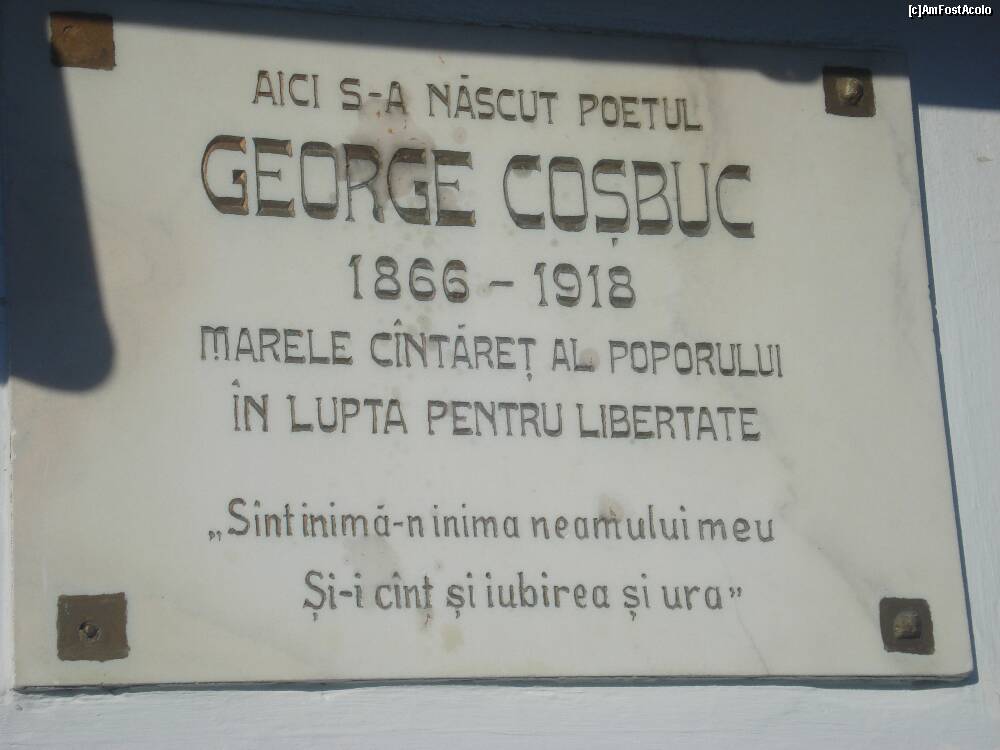 [c]AmFostAcolo
AICI S-A NĂSCUT POETUL
GEORGE COȘBUC
1866 - 1918
MARELE CÎNTĂREȚ AL POPORULUI
ÎN LUPTA PENTRU LIBERTATE
„Sînt inimă-n inima neamului meu
Și-i cînț și iubirea și ura”